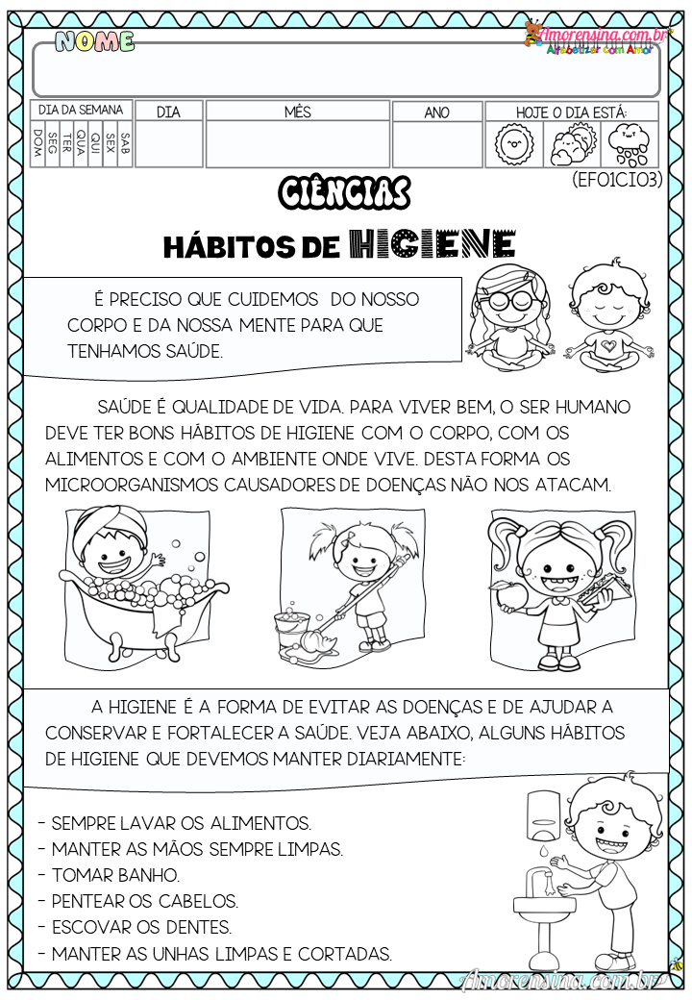 NOME
Amorensina.com.br
Alfabetizar com Amor
DIA DA SEMANA
DIA
MÊS
ANO
HOJE O DIA ESTÁ:
DOM
SEG
TER
QUA
QUI
SEX
SAB
(EF01CI03)
CIÊNCIAS
HÁBITOS DE HIGIENE
É PRECISO QUE CUIDEMOS DO NOSSO
CORPO E DA NOSSA MENTE PARA QUE
TENHAMOS SAÚDE.
SAÚDE É QUALIDADE DE VIDA. PARA VIVER BEM, O SER HUMANO
DEVE TER BONS HÁBITOS DE HIGIENE COM O CORPO, COM OS
ALIMENTOS E COM O AMBIENTE ONDE VIVE. DESTA FORMA OS
MICROORGANISMOS CAUSADORES DE DOENÇAS NÃO NOS ATACAM.
A HIGIENE É A FORMA DE EVITAR AS DOENÇAS E DE AJUDAR A
CONSERVAR E FORTALECER A SAÚDE. VEJA ABAIXO, ALGUNS HÁBITOS
DE HIGIENE QUE DEVEMOS MANTER DIARIAMENTE:
- SEMPRE LAVAR OS ALIMENTOS.
- MANTER AS MÃOS SEMPRE LIMPAS.
- TOMAR BANHO.
- PENTEAR OS CABELOS.
- ESCOVAR OS DENTES.
- MANTER AS UNHAS LIMPAS E CORTADAS.
Amorensina.com.br